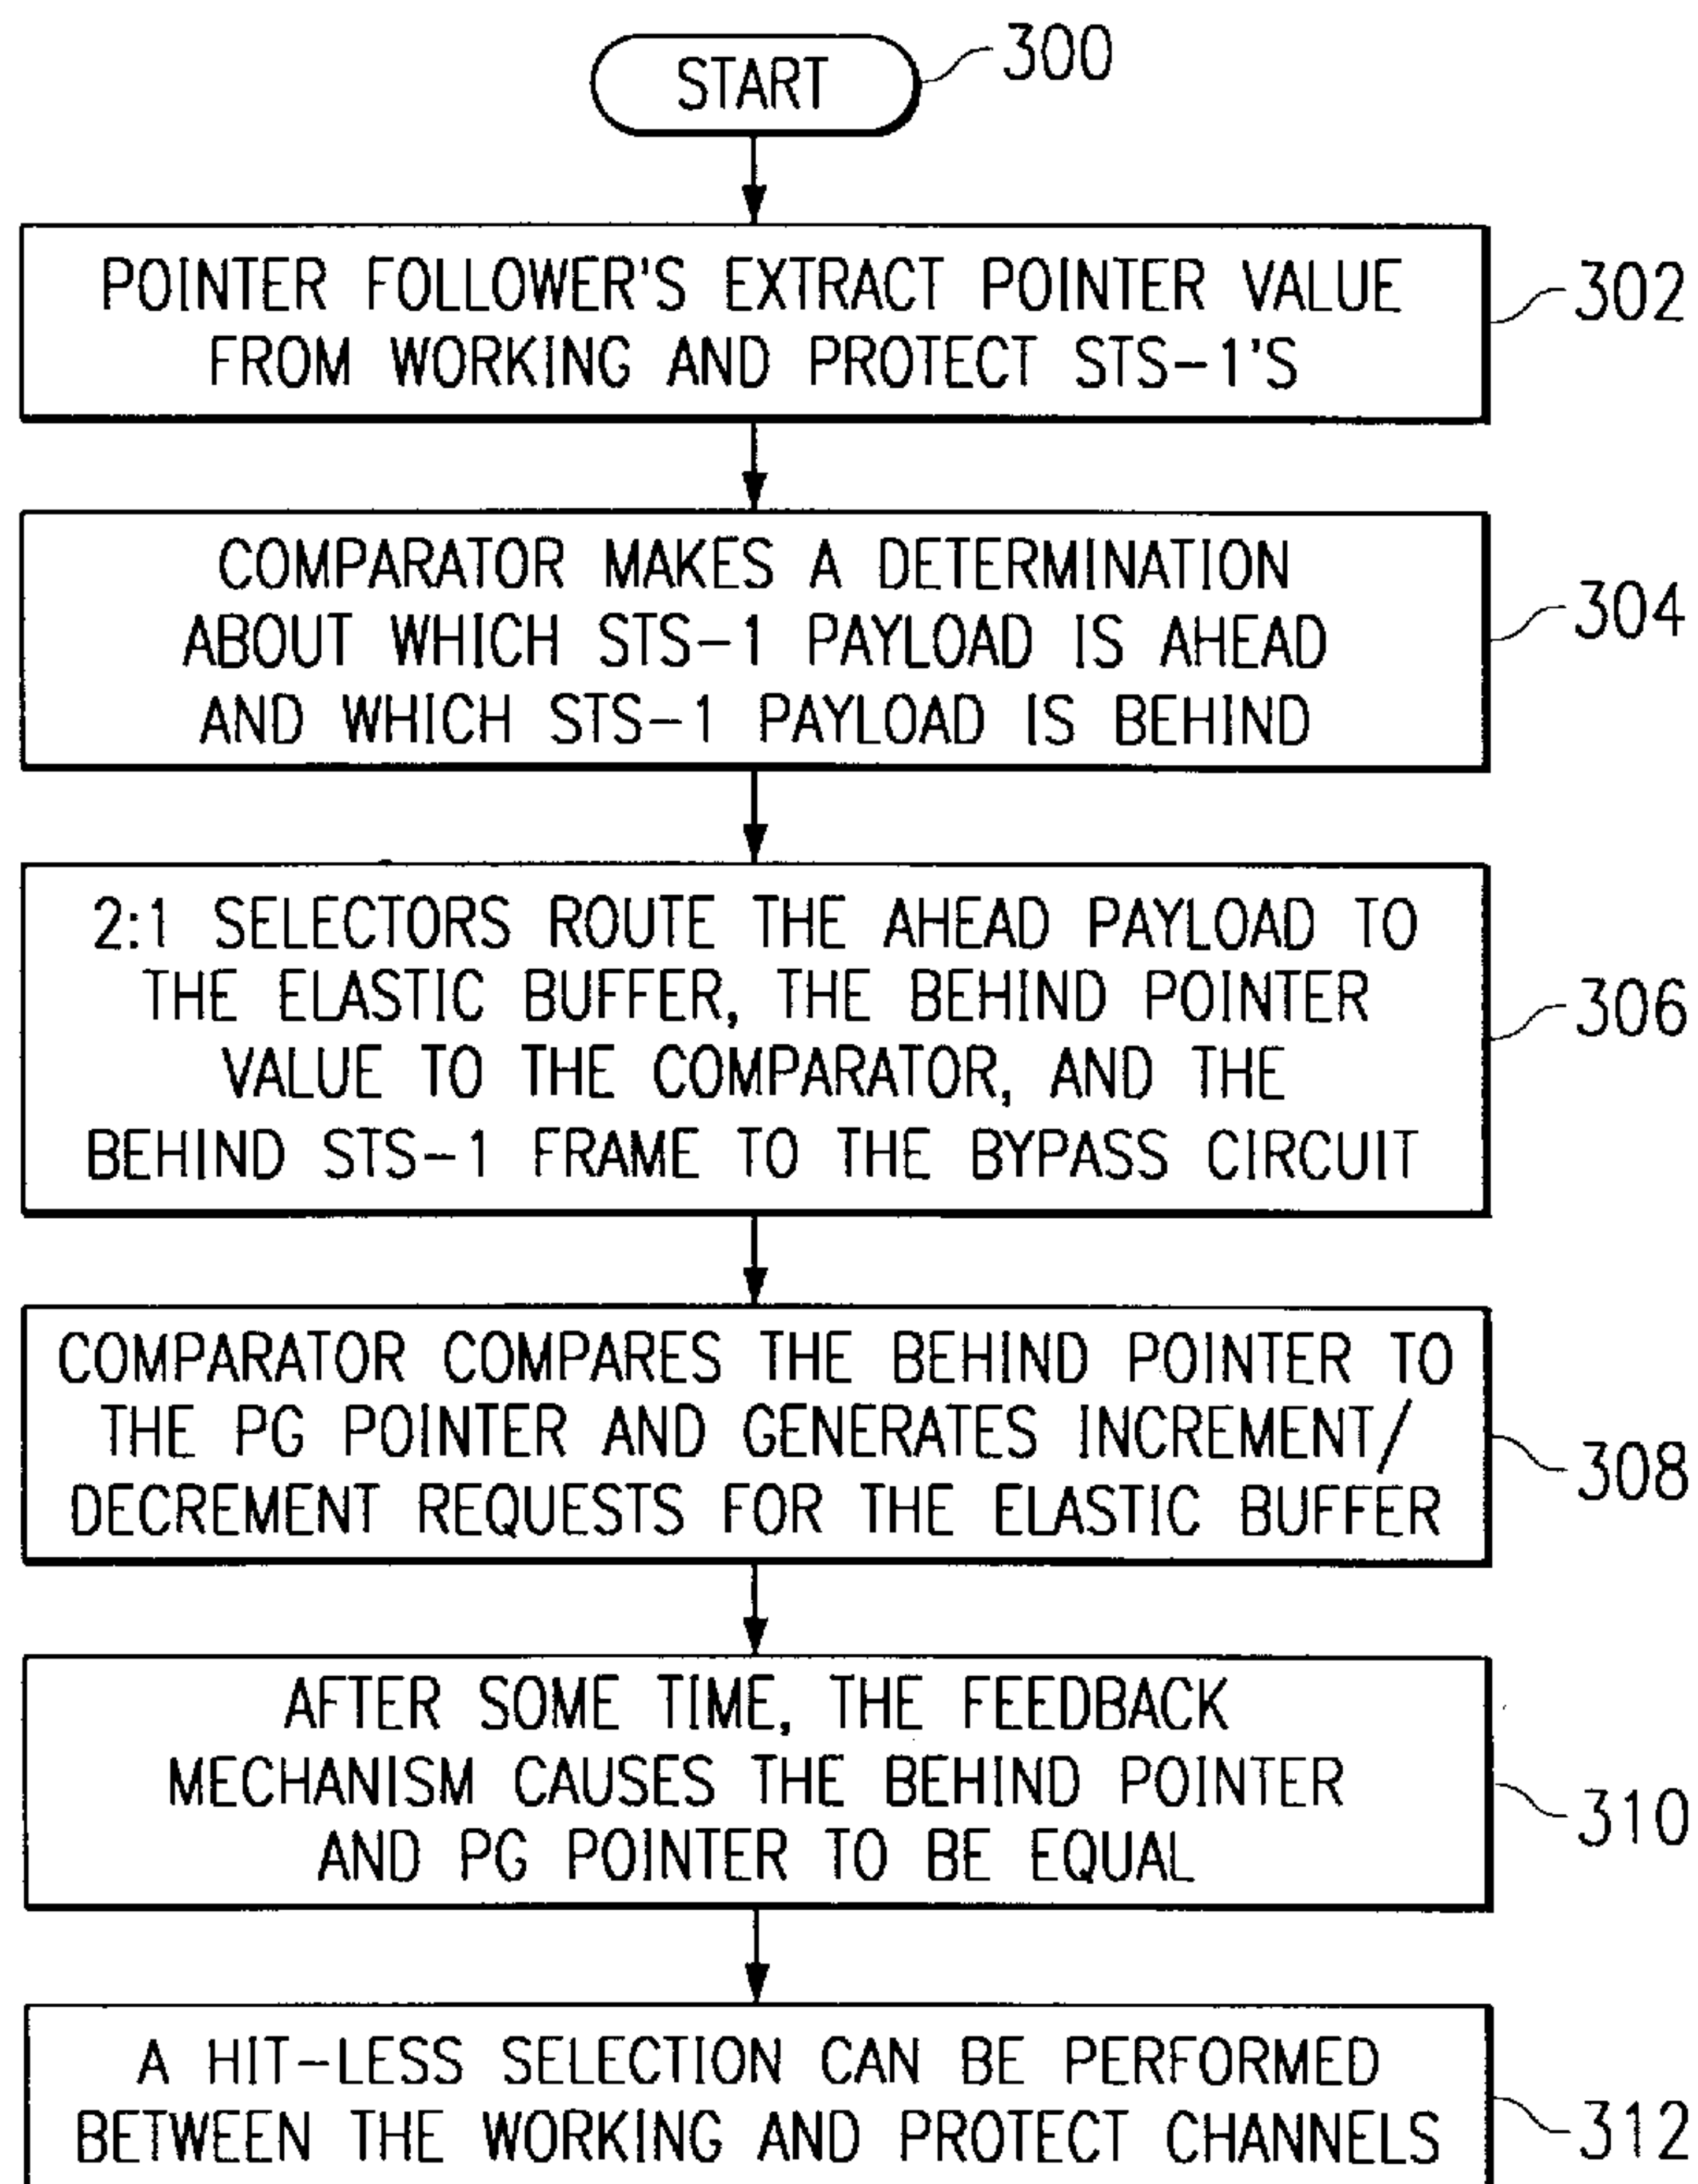 START
300
POINTER FOLLOWER'S EXTRACT POINTER VALUE
FROM WORKING AND PROTECT STS-1'S
302
COMPARATOR MAKES A DETERMINATION
ABOUT WHICH STS-1 PAYLOAD IS AHEAD
AND WHICH STS-1 PAYLOAD IS BEHIND
304
2:1 SELECTORS ROUTE THE AHEAD PAYLOAD TO
THE ELASTIC BUFFER, THE BEHIND POINTER
VALUE TO THE COMPARATOR, AND THE
BEHIND STS-1 FRAME TO THE BYPASS CIRCUIT
306
COMPARATOR COMPARES THE BEHIND POINTER TO
THE PG POINTER AND GENERATES INCREMENT/
DECREMENT REQUESTS FOR THE ELASTIC BUFFER
308
AFTER SOME TIME, THE FEEDBACK
MECHANISM CAUSES THE BEHIND POINTER
AND PG POINTER TO BE EQUAL
310
A HIT-LESS SELECTION CAN BE PERFORMED
BETWEEN THE WORKING AND PROTECT CHANNELS
312